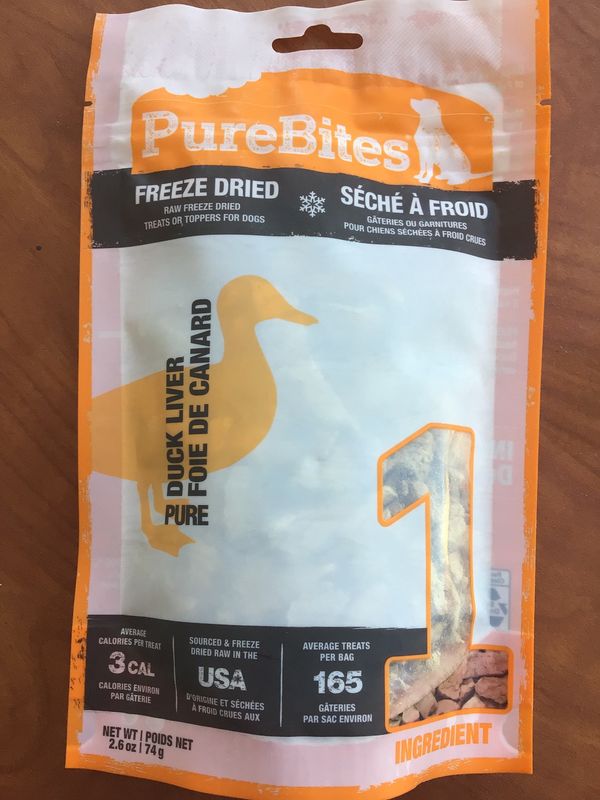 PureBites
FREEZE DRIED
RAW FREEZE DRIED
TREATS OR TOPPERS FOR DOGS
SÉCHÉ À FROID
GÂTERIES OU GARNITURES
POUR CHIENS SÉCHÉES À FROID CRUES
PURE
DUCK LIVER
FOIE DE CANARD
1
INGREDIENT
AVERAGE
CALORIES PER TREAT
3 CAL
CALORIES ENVIRON
PAR GÂTERIE
SOURCED & FREEZE
DRIED RAW IN THE
USA
D'ORIGINE ET SÉCHÉES
À FROID CRUES AUX
AVERAGE TREATS
PER BAG
165
GÂTERIES
PAR SAC ENVIRON
NET WT | POIDS NET
2.6 oz | 74 g